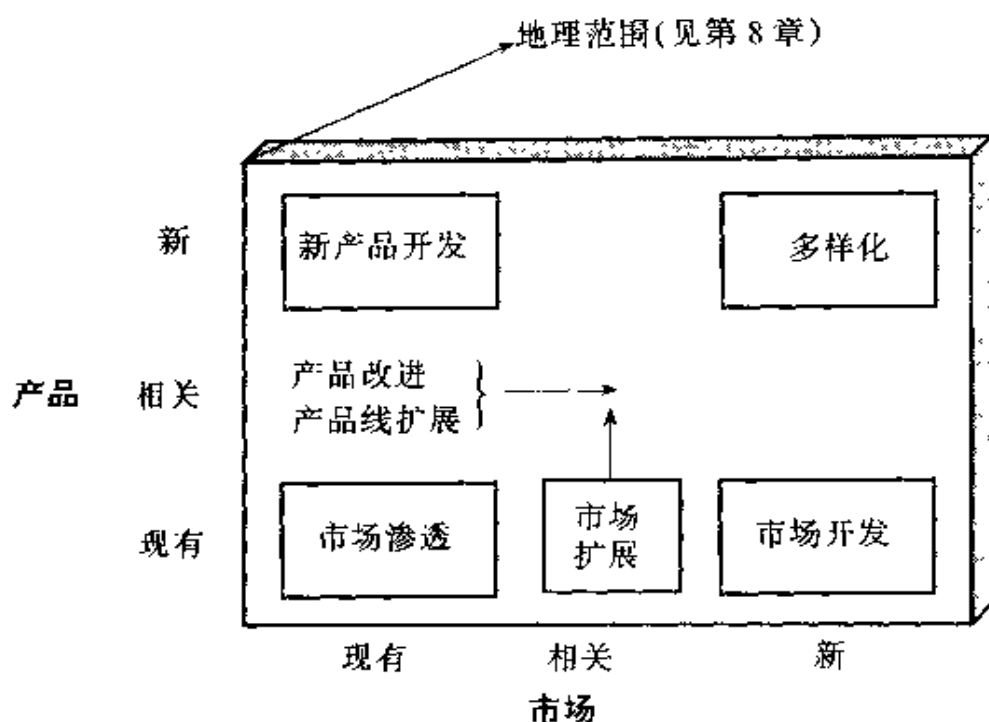 地理范围(见第8章)
新
新产品开发
多样化
产品
相关
产品改进
产品线扩展
现有
市场渗透
市场
扩展
市场开发
现有
相关
新
市场